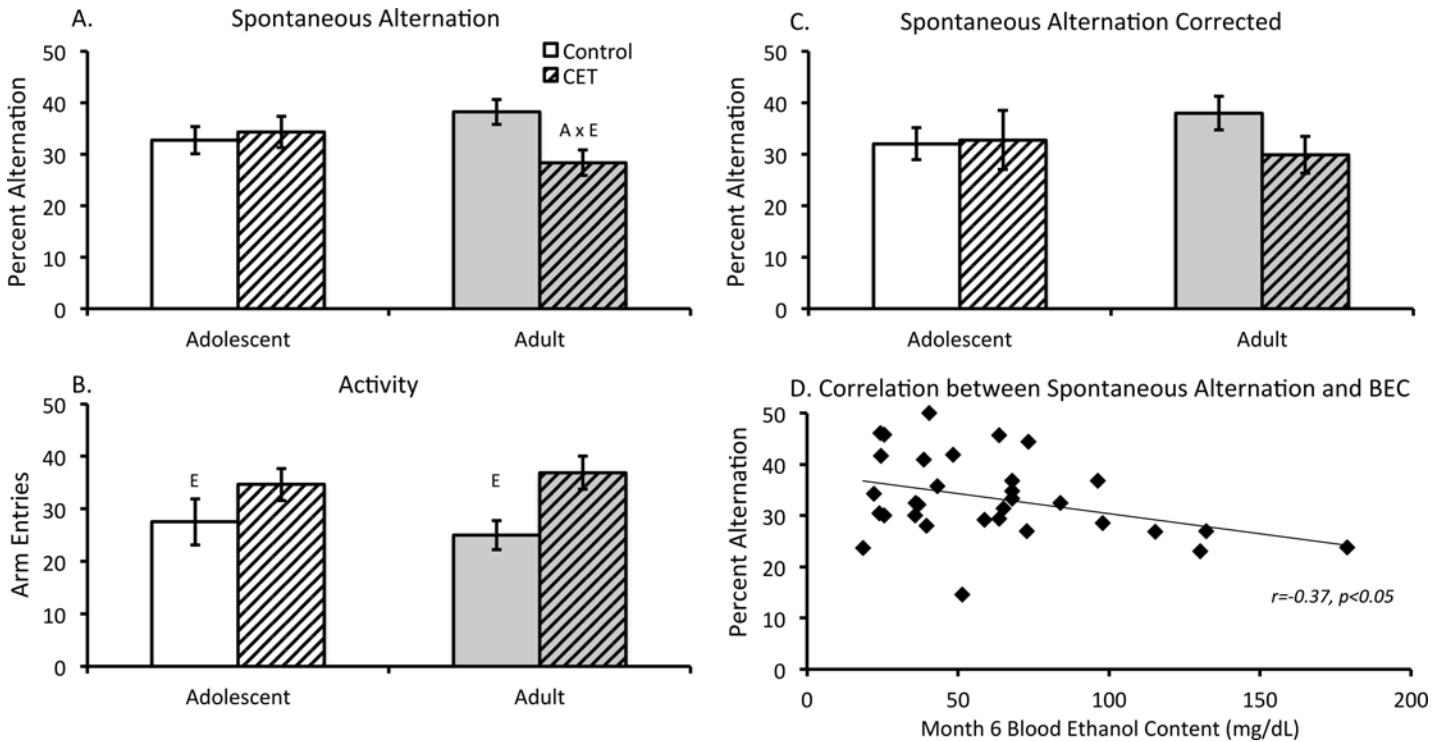 A. Spontaneous Alternation
50
40
30
20
10
0
Percent Alternation
Control
CET
A x E
Adolescent
Adult
C. Spontaneous Alternation Corrected
50
40
30
20
10
0
Percent Alternation
Adolescent
Adult
B. Activity
50
40
30
20
10
0
Arm Entries
E
E
Adolescent
Adult
D. Correlation between Spontaneous Alternation and BEC
50
40
30
20
10
0
Percent Alternation
r=-0.37, p<0.05
0 50 100 150 200
Month 6 Blood Ethanol Content (mg/dL)